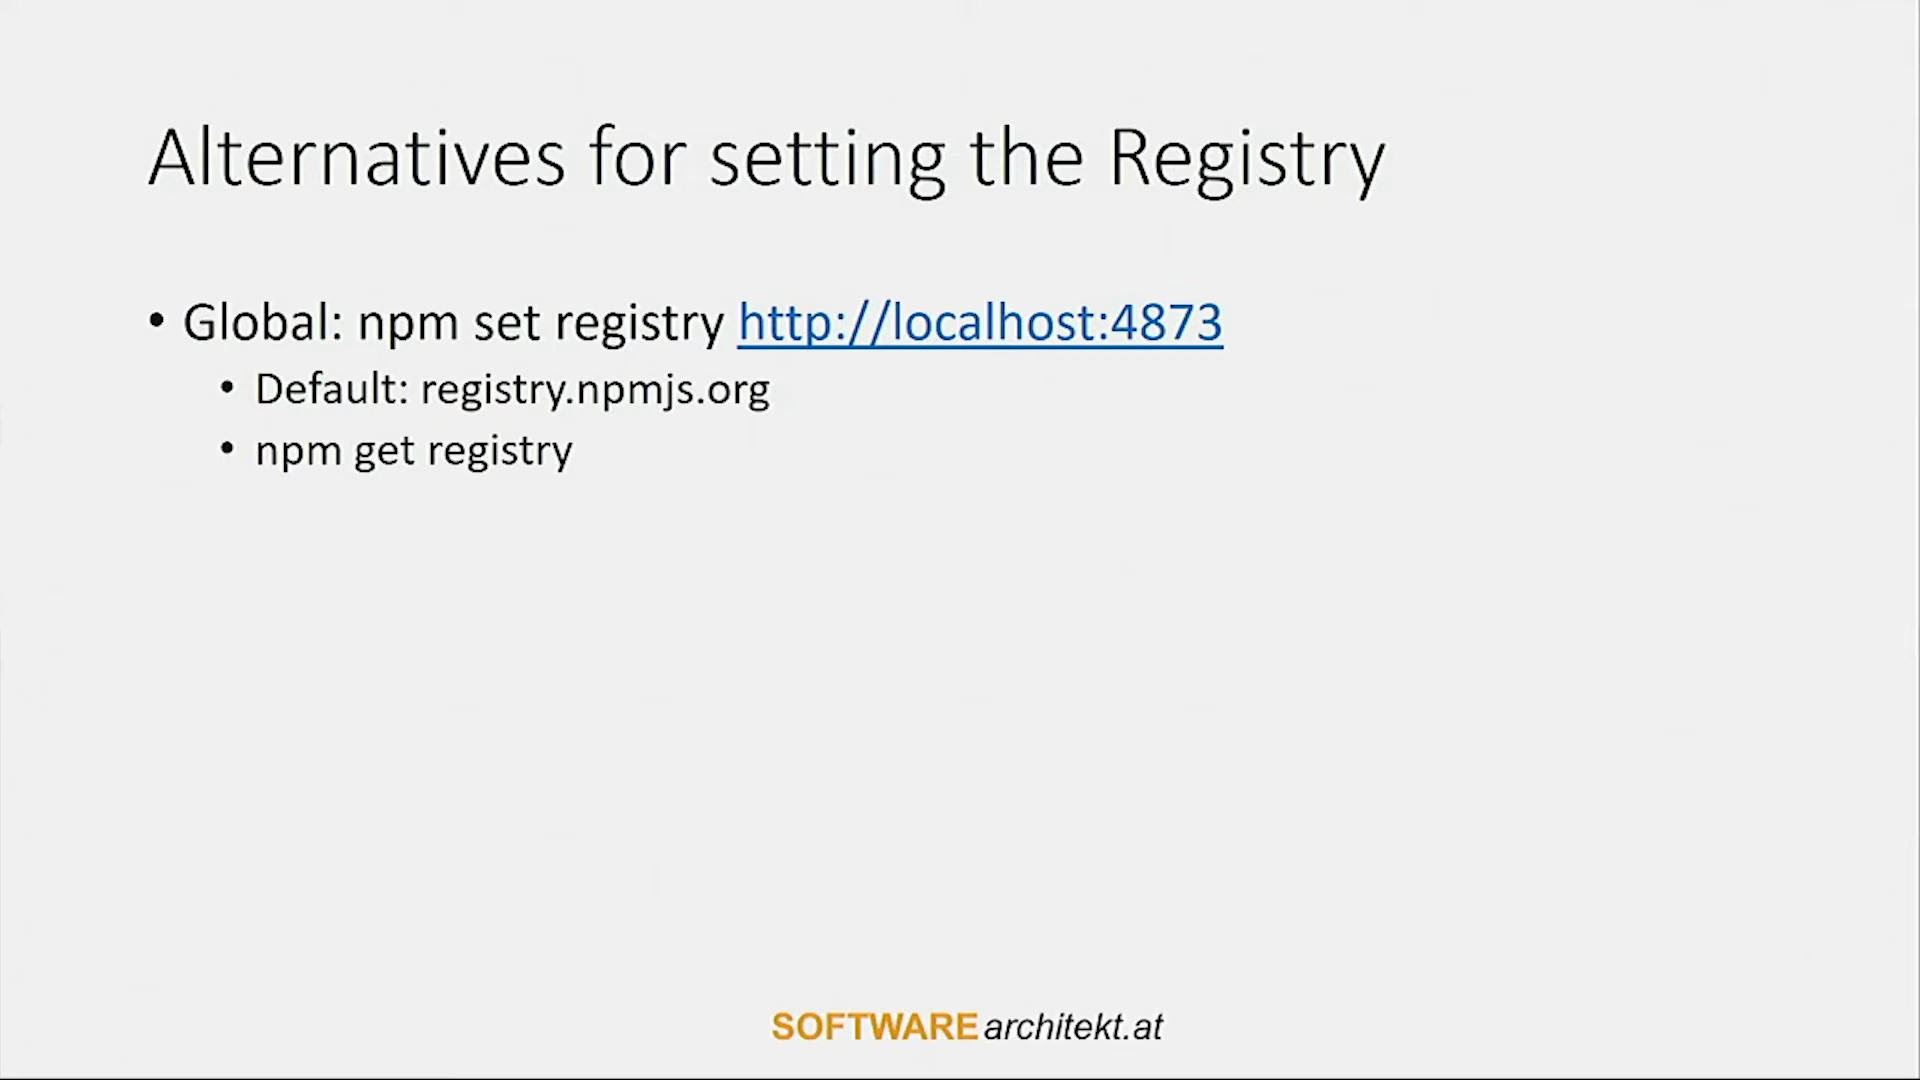 Alternatives for setting the Registry
• Global: npm set registry http://localhost:4873
• Default: registry.npmjs.org
• npm get registry
SOFTWAREarchitekt.at